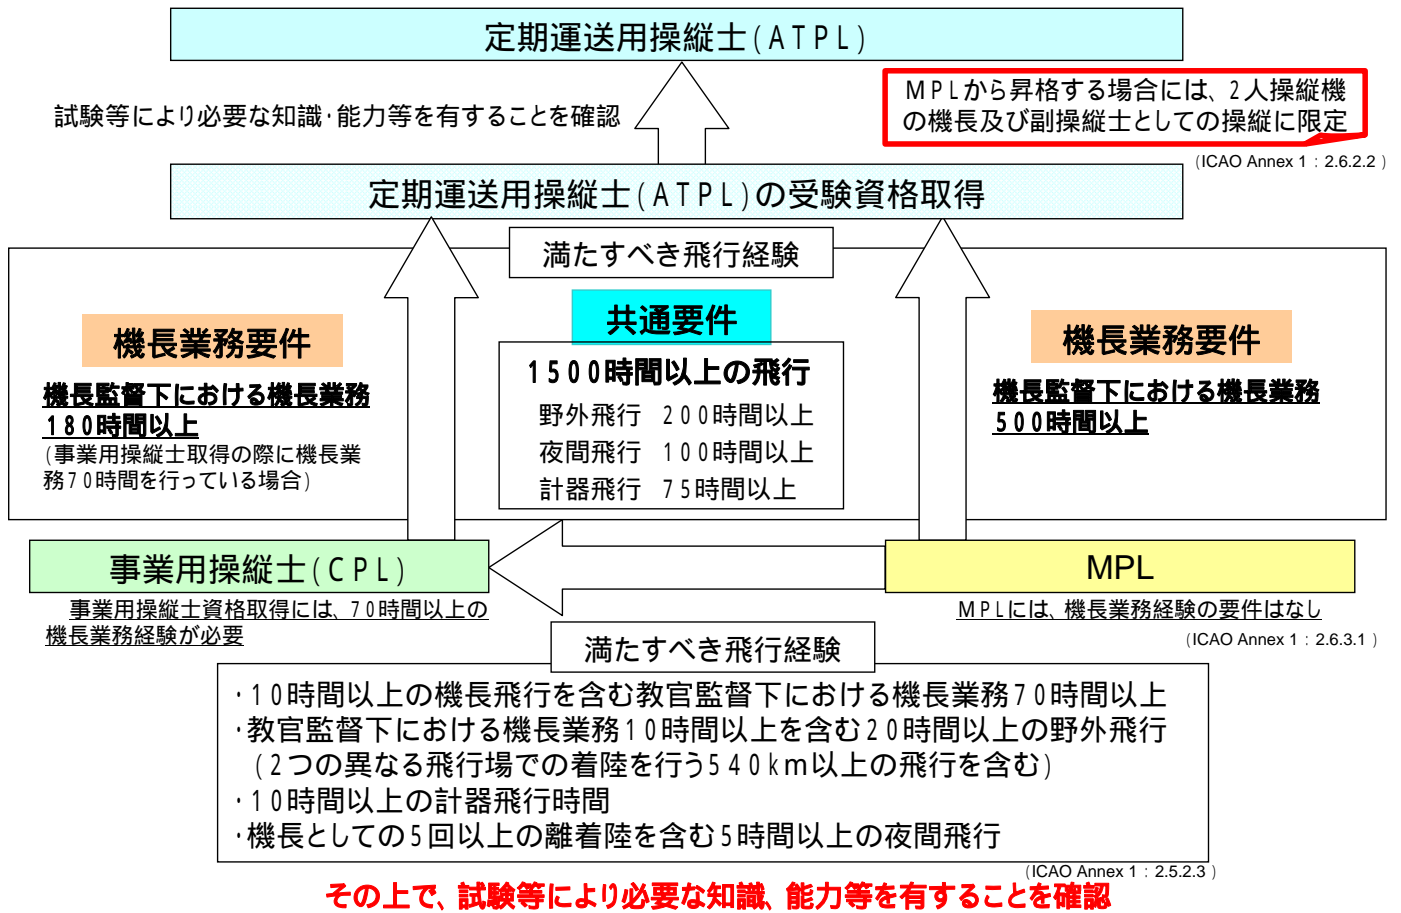 定期運送用操縦士(ATPL)
試験等により必要な知識・能力等を有することを確認
MPLから昇格する場合には、2人操縦機
の機長及び副操縦士としての操縦に限定
(ICAO Annex 1：2.6.2.2)
定期運送用操縦士(ATPL)の受験資格取得
満たすべき飛行経験
機長業務要件
機長監督下における機長業務
180時間以上
(事業用操縦士取得の際に機長業
務70時間を行っている場合)
共通要件
1500時間以上の飛行
野外飛行 200時間以上
夜間飛行 100時間以上
計器飛行 75時間以上
機長業務要件
機長監督下における機長業務
500時間以上
事業用操縦士(CPL)
MPL
事業用操縦士資格取得には、70時間以上の
機長業務経験が必要
MPLには、機長業務経験の要件はなし
(ICAO Annex 1：2.6.3.1)
満たすべき飛行経験
・10時間以上の機長飛行を含む教官監督下における機長業務70時間以上
・教官監督下における機長業務10時間以上を含む20時間以上の野外飛行
(2つの異なる飛行場での着陸を行う540km以上の飛行を含む)
・10時間以上の計器飛行時間
・機長としての5回以上の離着陸を含む5時間以上の夜間飛行
(ICAO Annex 1：2.5.2.3)
その上で、試験等により必要な知識、能力等を有することを確認